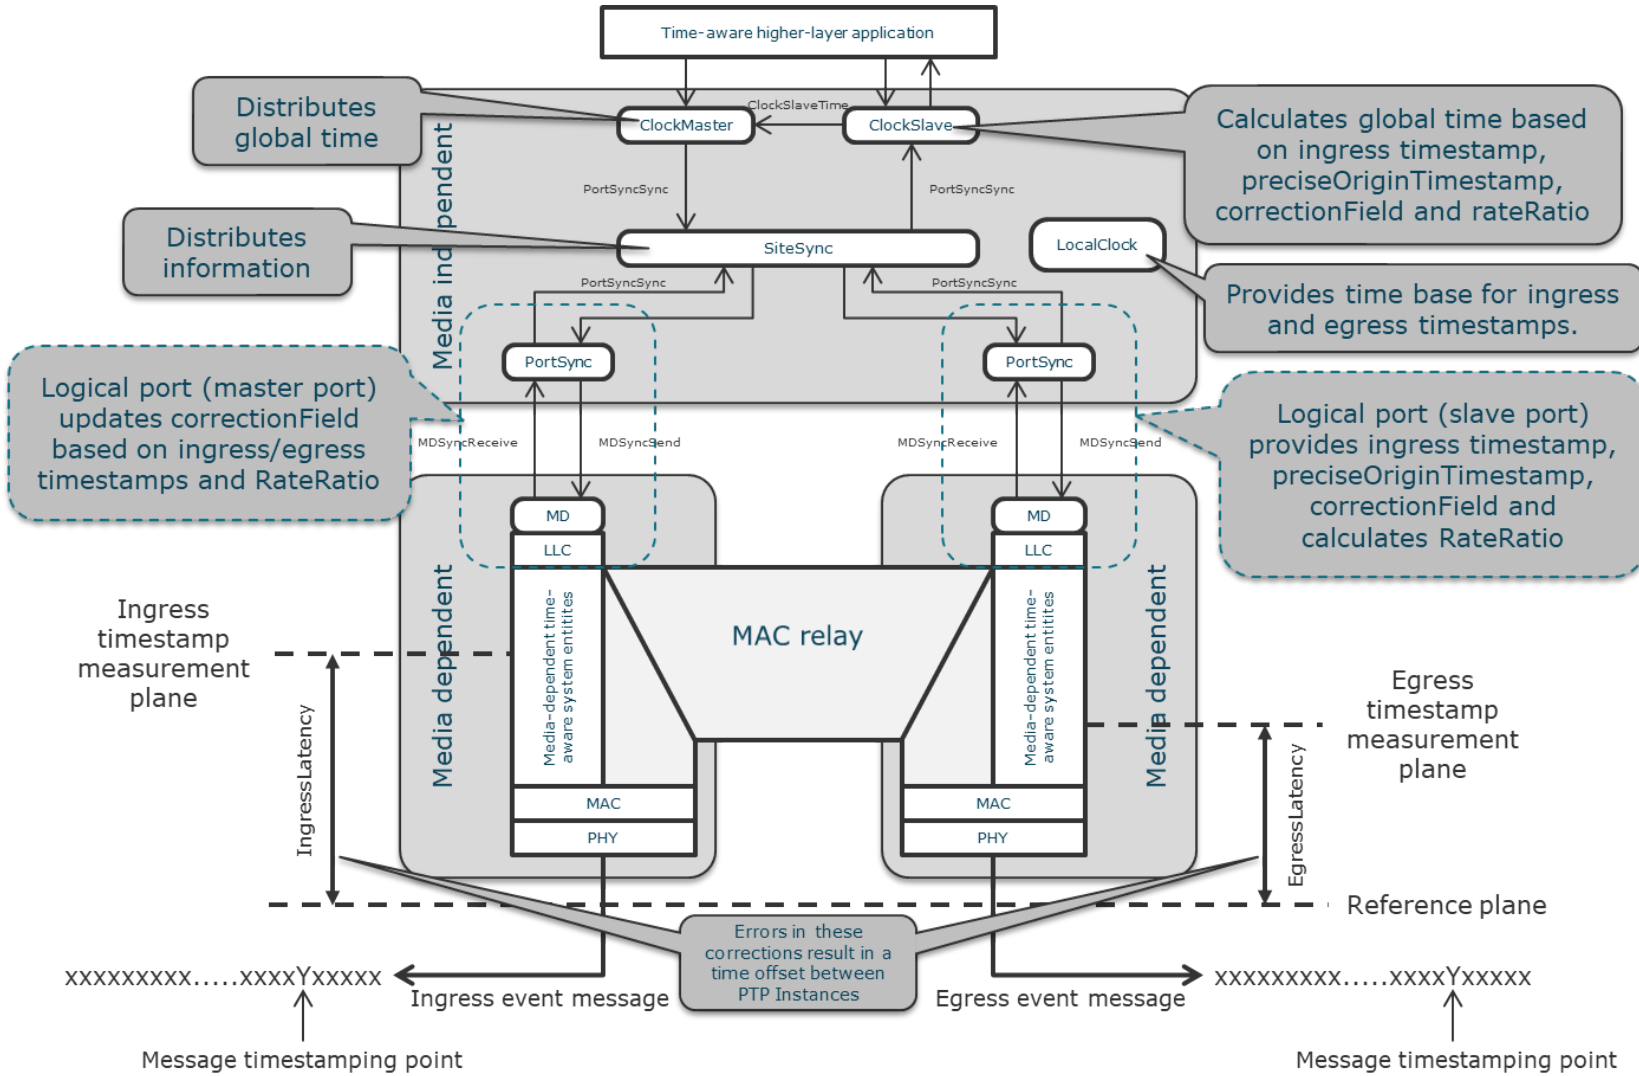 Time-aware higher-layer application
Distributes
global time
ClockMaster
ClockSlaveTime
ClockSlave
Calculates global time based
on ingress timestamp,
preciseOriginTimestamp,
correctionField and rateRatio
Media independent
PortSyncSync
PortSyncSync
Distributes
information
SiteSync
LocalClock
Provides time base for ingress
and egress timestamps.
PortSyncSync
PortSyncSync
PortSync
PortSync
Logical port (master port)
updates correctionField
based on ingress/egress
timestamps and RateRatio
MDSyncReceive
MDSyncSend
MDSyncReceive
MDSyncSend
Logical port (slave port)
provides ingress timestamp,
preciseOriginTimestamp,
correctionField and
calculates RateRatio
MD
LLC
MD
LLC
Media dependent
Media-dependent time-
aware system entitites
MAC relay
Media-dependent time-
aware system entitites
Media dependent
Ingress
timestamp
measurement
plane
Egress
timestamp
measurement
plane
IngressLatency
EgressLatency
MAC
PHY
MAC
PHY
Reference plane
Errors in these
corrections result in a
time offset between
PTP Instances
xxxxxxxxx.....xxxxYxxxxx
Ingress event message
Egress event message
xxxxxxxxx.....xxxxYxxxxx
Message timestamping point
Message timestamping point